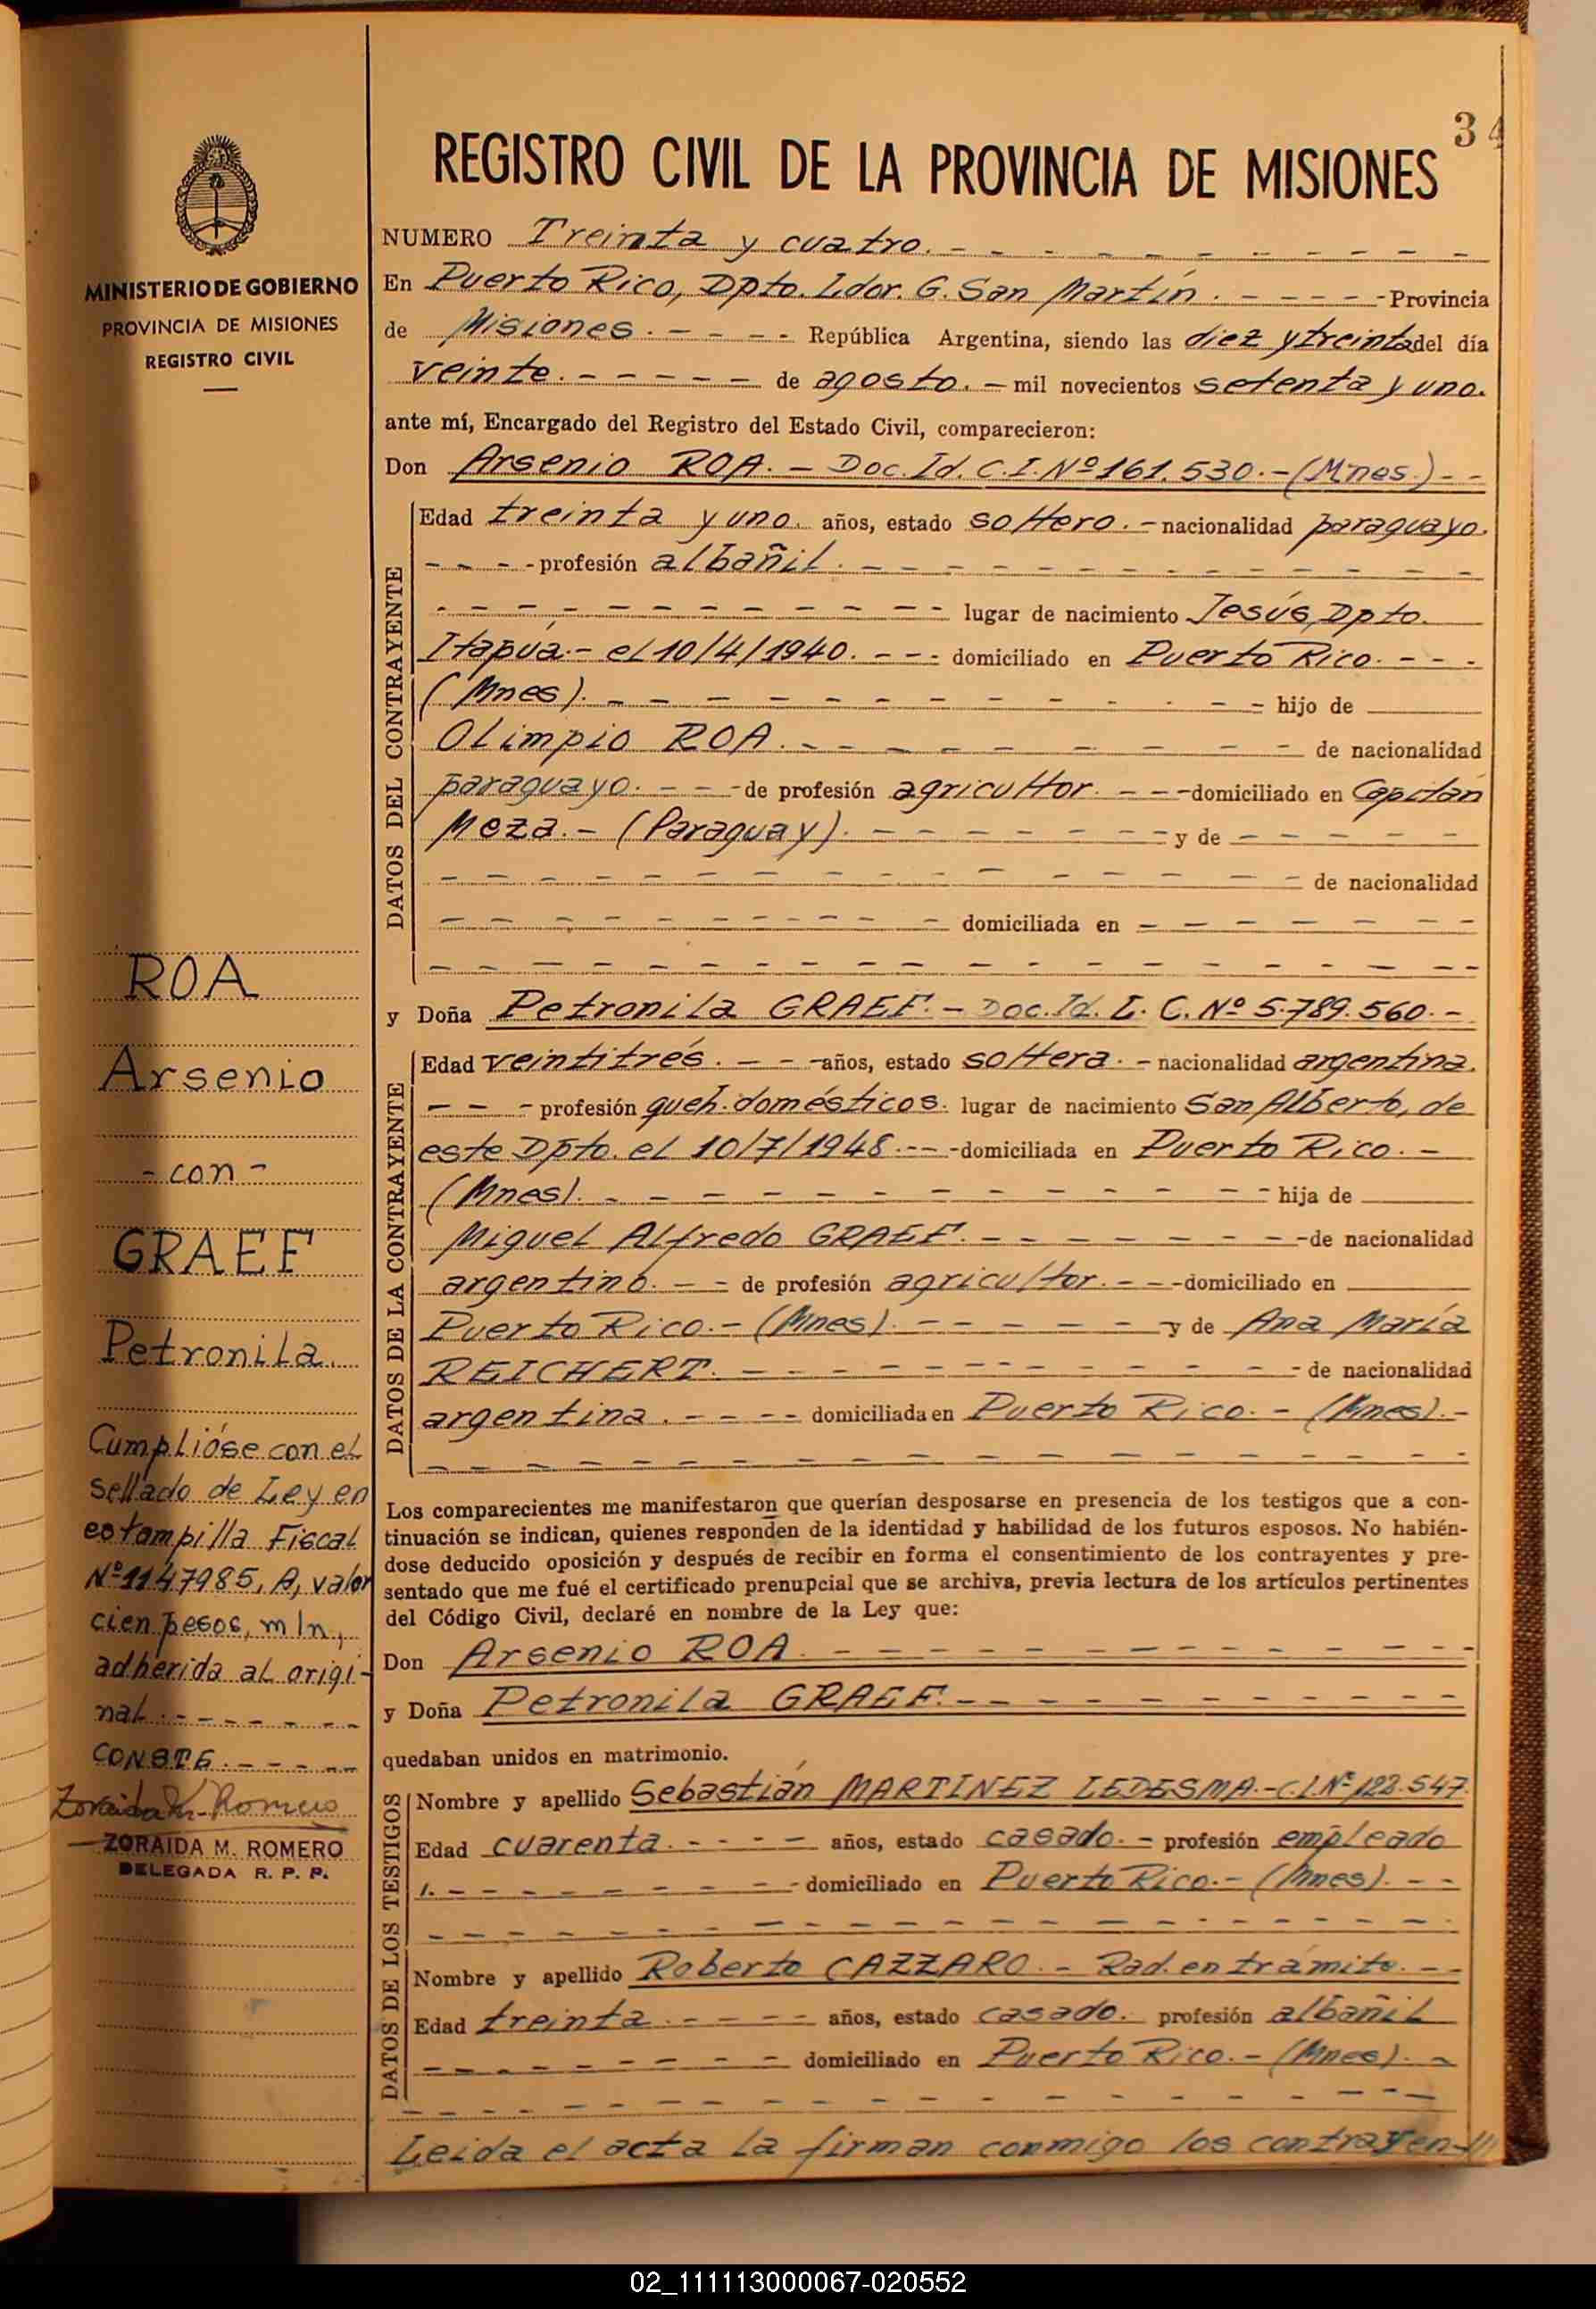 34
MINISTERIO DE GOBIERNO
PROVINCIA DE MISIONES
REGISTRO CIVIL
ROA
Arsenio
- con -
GRAEF
Petronila.
Cumplióse con el
sellado de Ley en
estampilla Fiscal
Nº 1147985, A, valor
cien pesos, m/n,
adherida al origi-
nal. - - - - - -
CONSTE. - - - - -
Zoraida M. Romero
ZORAIDA M. ROMERO
DELEGADA R. P. P.
REGISTRO CIVIL DE LA PROVINCIA DE MISIONES
NUMERO Treinta y cuatro. - - - - - - - - -
En Puerto Rico, Dpto. Ldor. G. San Martín. - - - - - Provincia
de Misiones. - - - - - República Argentina, siendo las diez y treinta del día
veinte. - - - - - - de agosto. - mil novecientos setenta y uno.
ante mí, Encargado del Registro del Estado Civil, comparecieron:
Don Arsenio ROA. - Doc. Id. C. I. Nº 161.530. - (Mnes.) - -
DATOS DEL CONTRAYENTE
Edad treinta y uno. años, estado soltero. - nacionalidad paraguayo.
- - - - profesión albañil. - - - - - - - - - - - -
- - - - - - - - - - - - lugar de nacimiento Jesús, Dpto.
Itapúa. - el 10/4/1940. - - - domiciliado en Puerto Rico. - - -
(Mnes). - - - - - - - - - - - - - hijo de
Olimpio ROA. - - - - - - - - - - de nacionalidad
paraguayo. - - - de profesión agricultor. - - - domiciliado en Capitán
Meza. - (Paraguay). - - - - - - - - y de - - - - -
- - - - - - - - - - - - - - - - de nacionalidad
- - - - - - - - - - - domiciliada en - - - - - - -
- - - - - - - - - - - - - - - - - - - -
y Doña Petronila GRAEF. - Doc. Id. L. C. Nº 5.789.560. -
DATOS DE LA CONTRAYENTE
Edad veintitrés. - - - años, estado soltera. - nacionalidad argentina.
- - - profesión queh. domésticos. lugar de nacimiento San Alberto, de
este Dpto. el 10/7/1948. - - - domiciliada en Puerto Rico. -
(Mnes). - - - - - - - - - - - - - hija de
Miguel Alfredo GRAEF. - - - - - - - - de nacionalidad
argentino. - - de profesión agricultor. - - - domiciliado en
Puerto Rico. - (Mnes). - - - - - - y de Ana María
REICHERT. - - - - - - - - - - - - de nacionalidad
argentina. - - - - domiciliada en Puerto Rico. - (Mnes). -
- - - - - - - - - - - - - - - - - - - -
Los comparecientes me manifestaron que querían desposarse en presencia de los testigos que a con-
tinuación se indican, quienes responden de la identidad y habilidad de los futuros esposos. No habién-
dose deducido oposición y después de recibir en forma el consentimiento de los contrayentes y pre-
sentado que me fué el certificado prenupcial que se archiva, previa lectura de los artículos pertinentes
del Código Civil, declaré en nombre de la Ley que:
Don Arsenio ROA. - - - - - - - - - - - - -
y Doña Petronila GRAEF. - - - - - - - - - - -
quedaban unidos en matrimonio.
DATOS DE LOS TESTIGOS
Nombre y apellido Sebastián MARTINEZ LEDESMA. - C.I. Nº 122.547.
Edad cuarenta. - - - - años, estado casado. - profesión empleado
/. - - - - - - - - domiciliado en Puerto Rico. - (Mnes). - -
- - - - - - - - - - - - - - - - - - - -
Nombre y apellido Roberto CAZZARO. - Rad. en trámite. - -
Edad treinta. - - - - años, estado casado. profesión albañil
- - - - - - - - - domiciliado en Puerto Rico. - (Mnes). -
- - - - - - - - - - - - - - - - - - - -
Leida el acta la firman conmigo los contrayen-///
02_111113000067-020552